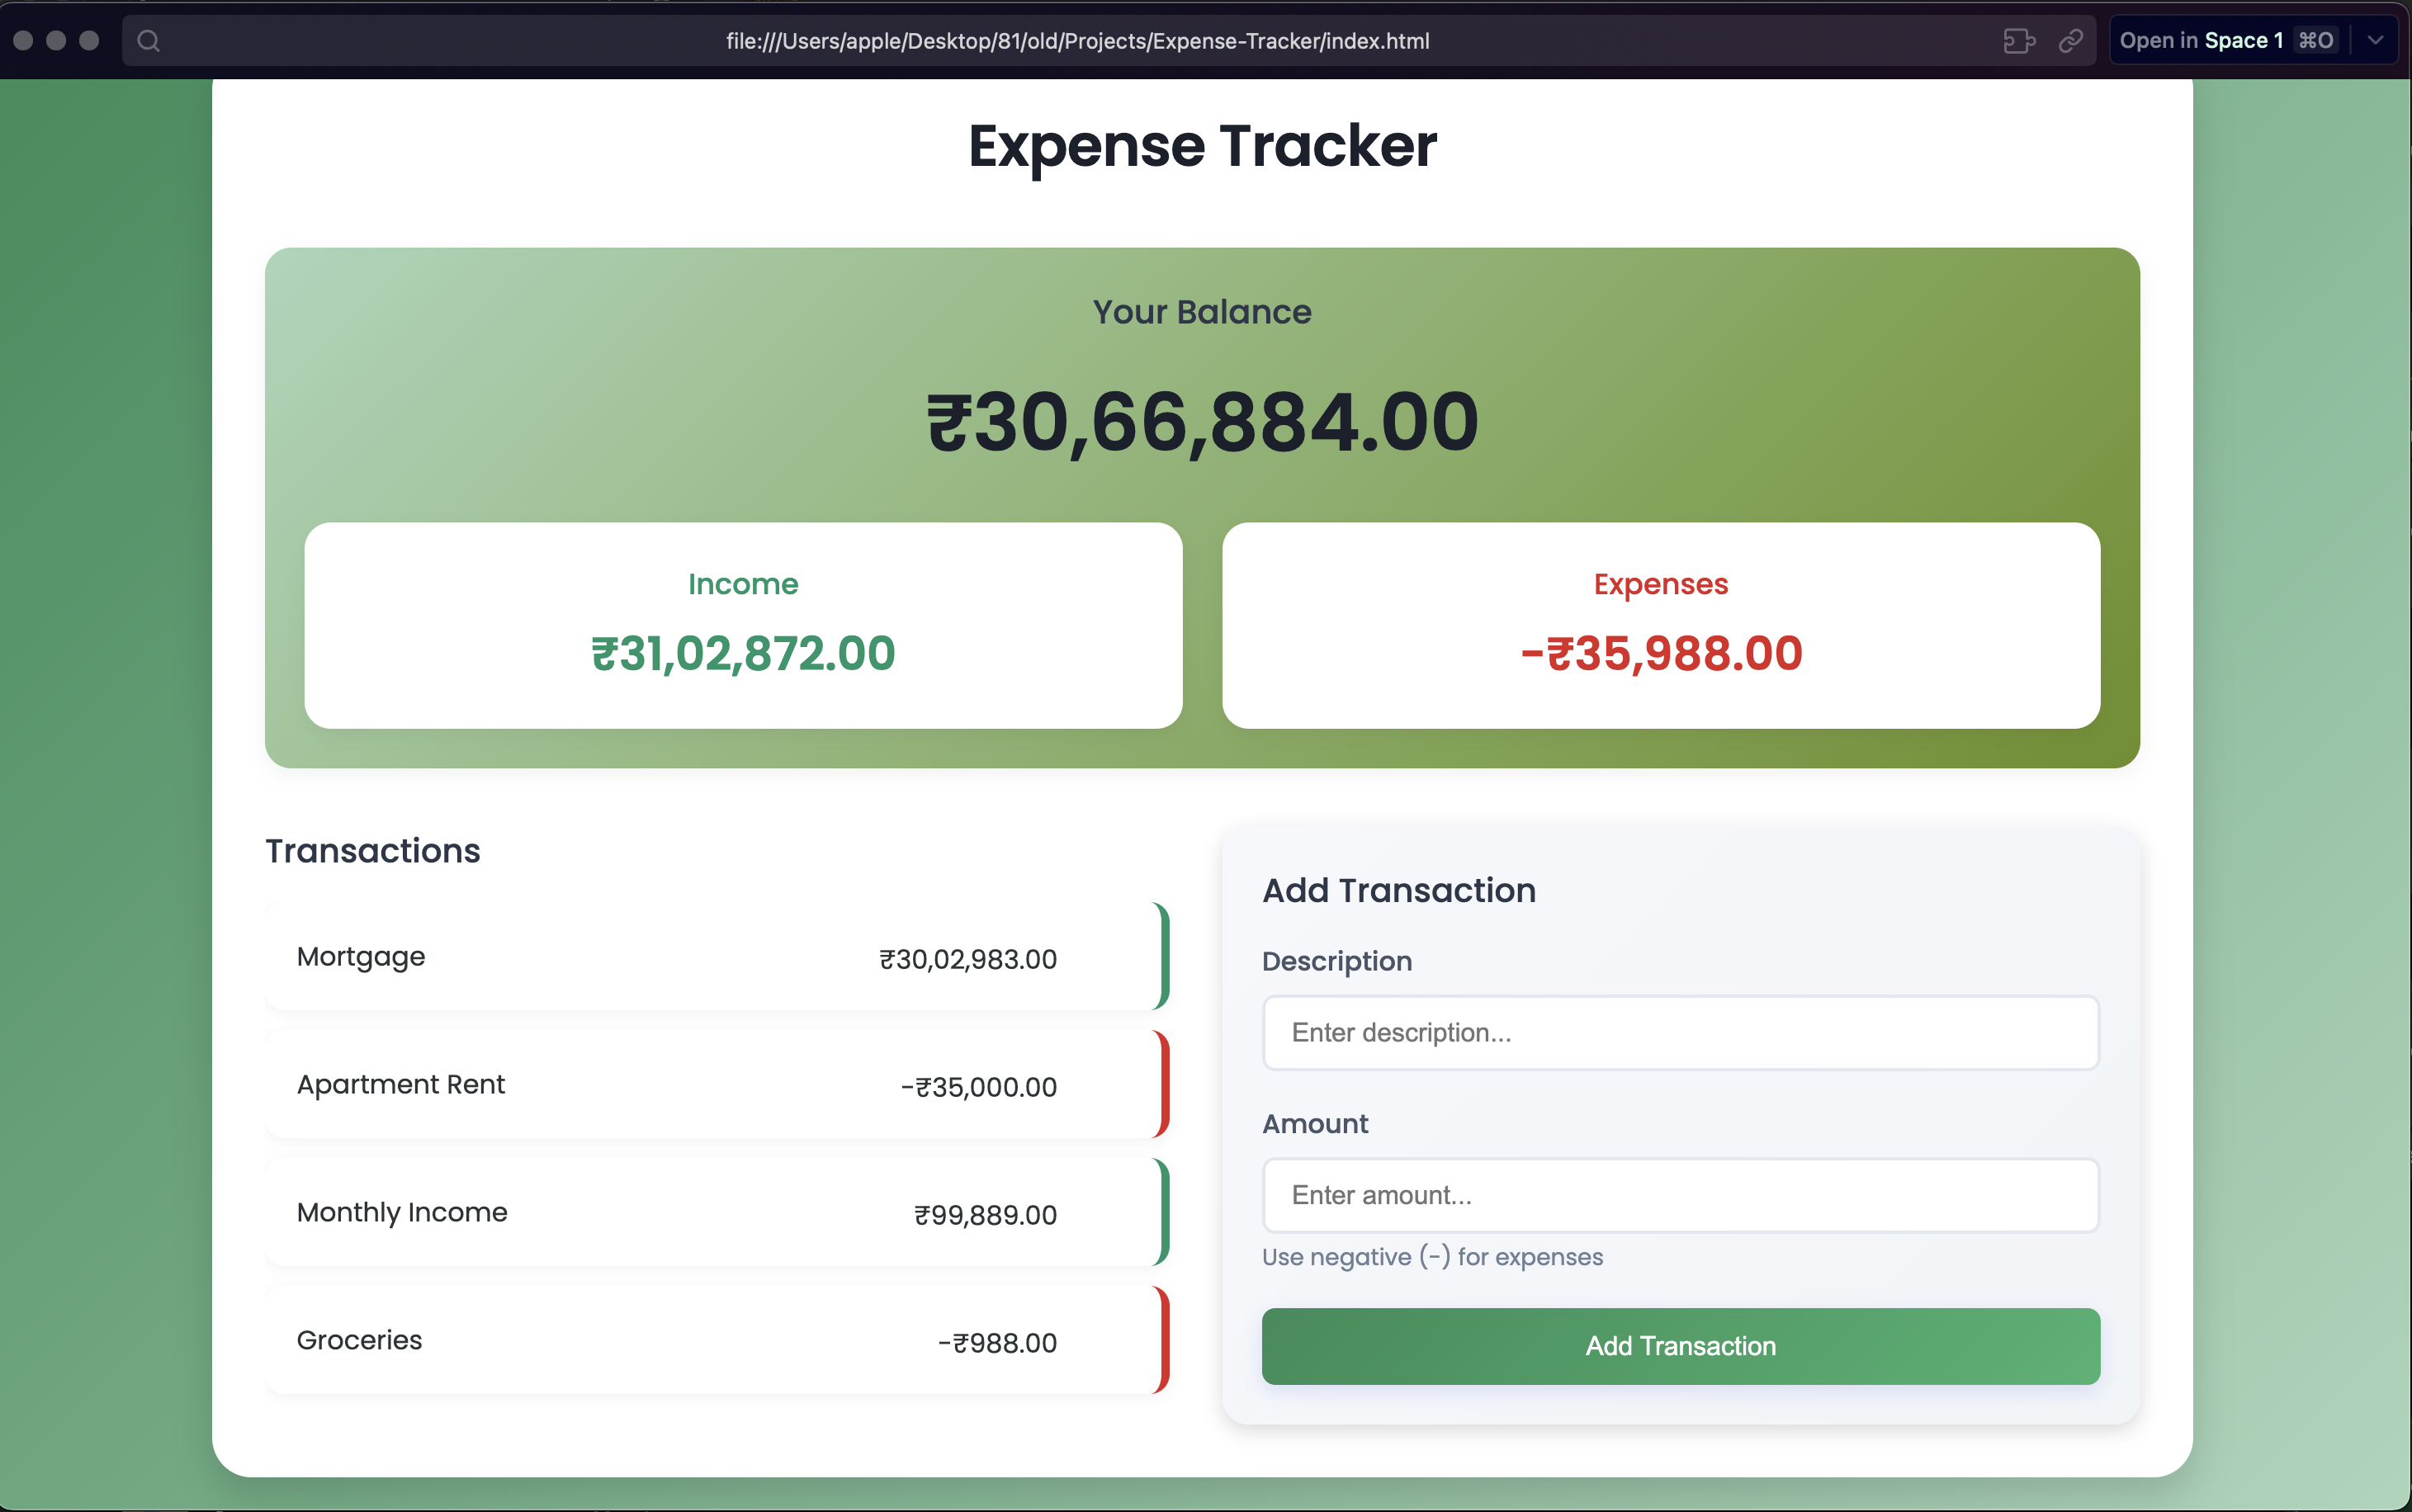 file:///Users/apple/Desktop/81/old/Projects/Expense-Tracker/index.html
Open in Space 1 ⌘O
Expense Tracker
Your Balance
₹30,66,884.00
Income
₹31,02,872.00
Expenses
-₹35,988.00
Transactions
Mortgage ₹30,02,983.00
Apartment Rent -₹35,000.00
Monthly Income ₹99,889.00
Groceries -₹988.00
Add Transaction
Description
Enter description...
Amount
Enter amount...
Use negative (-) for expenses
Add Transaction